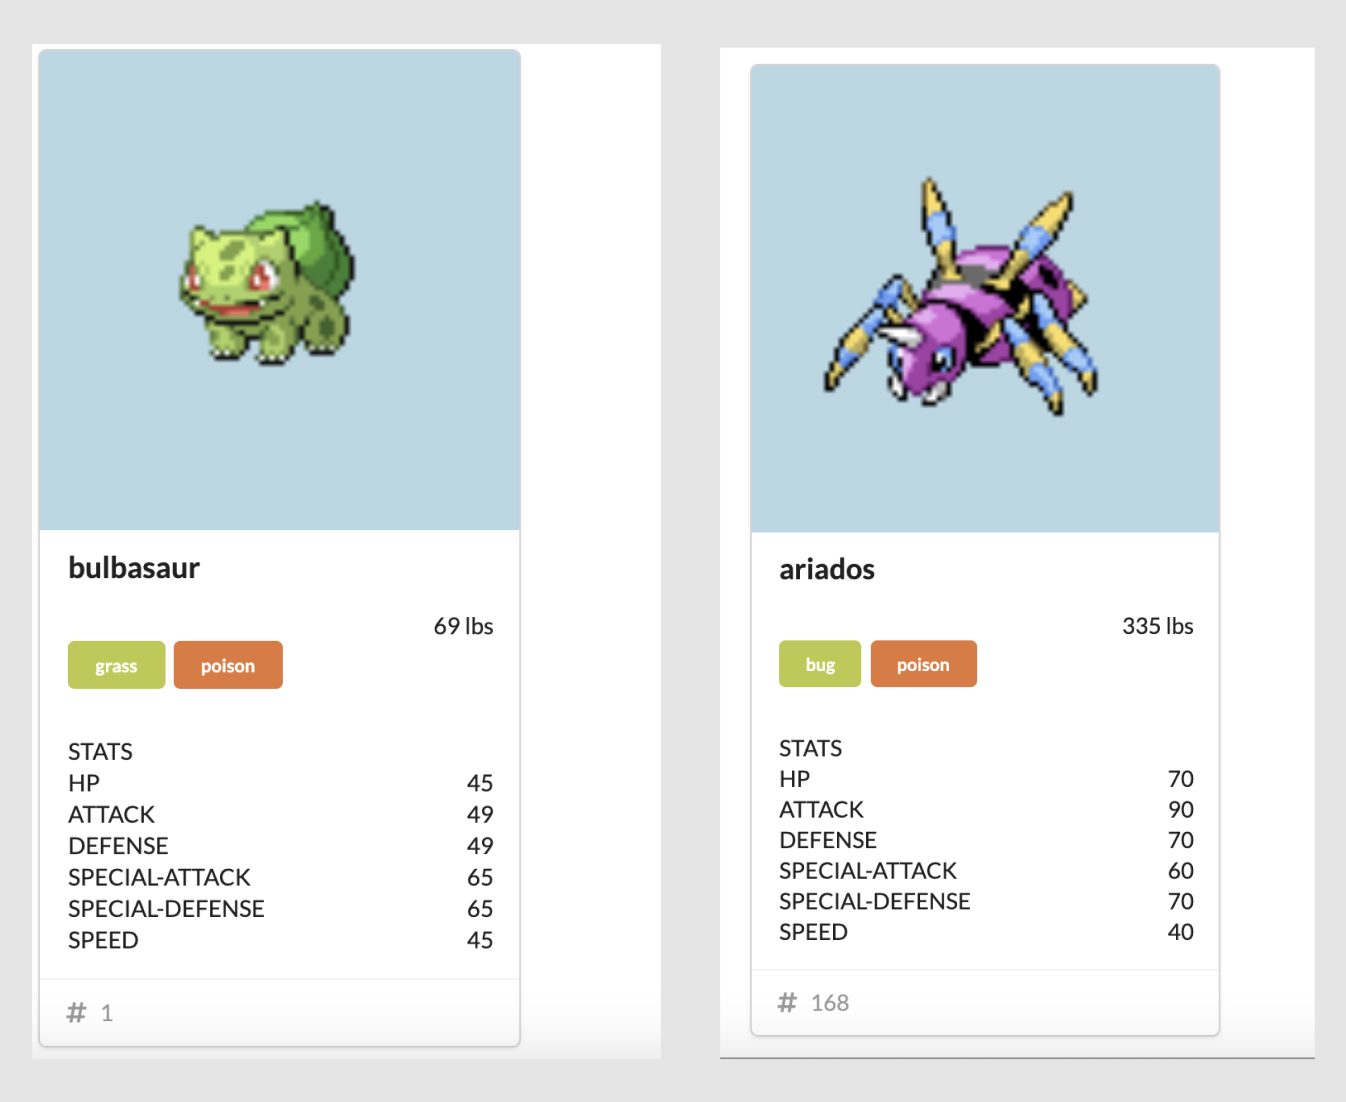 bulbasaur
69 lbs
grass poison
STATS
HP 45
ATTACK 49
DEFENSE 49
SPECIAL-ATTACK 65
SPECIAL-DEFENSE 65
SPEED 45
# 1
ariados
335 lbs
bug poison
STATS
HP 70
ATTACK 90
DEFENSE 70
SPECIAL-ATTACK 60
SPECIAL-DEFENSE 70
SPEED 40
# 168